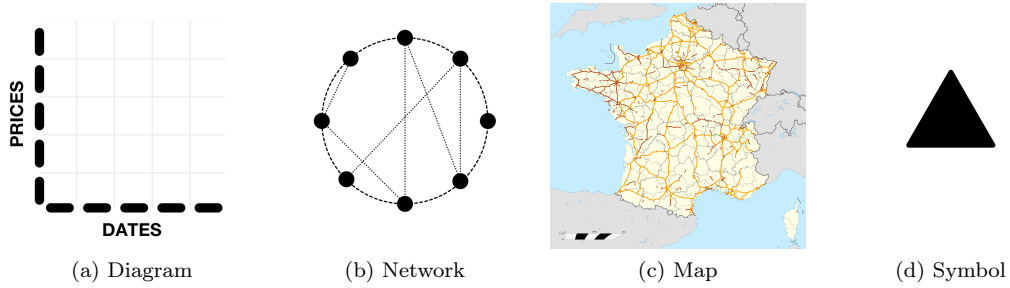 PRICES
DATES
(a) Diagram
(b) Network
(c) Map
(d) Symbol